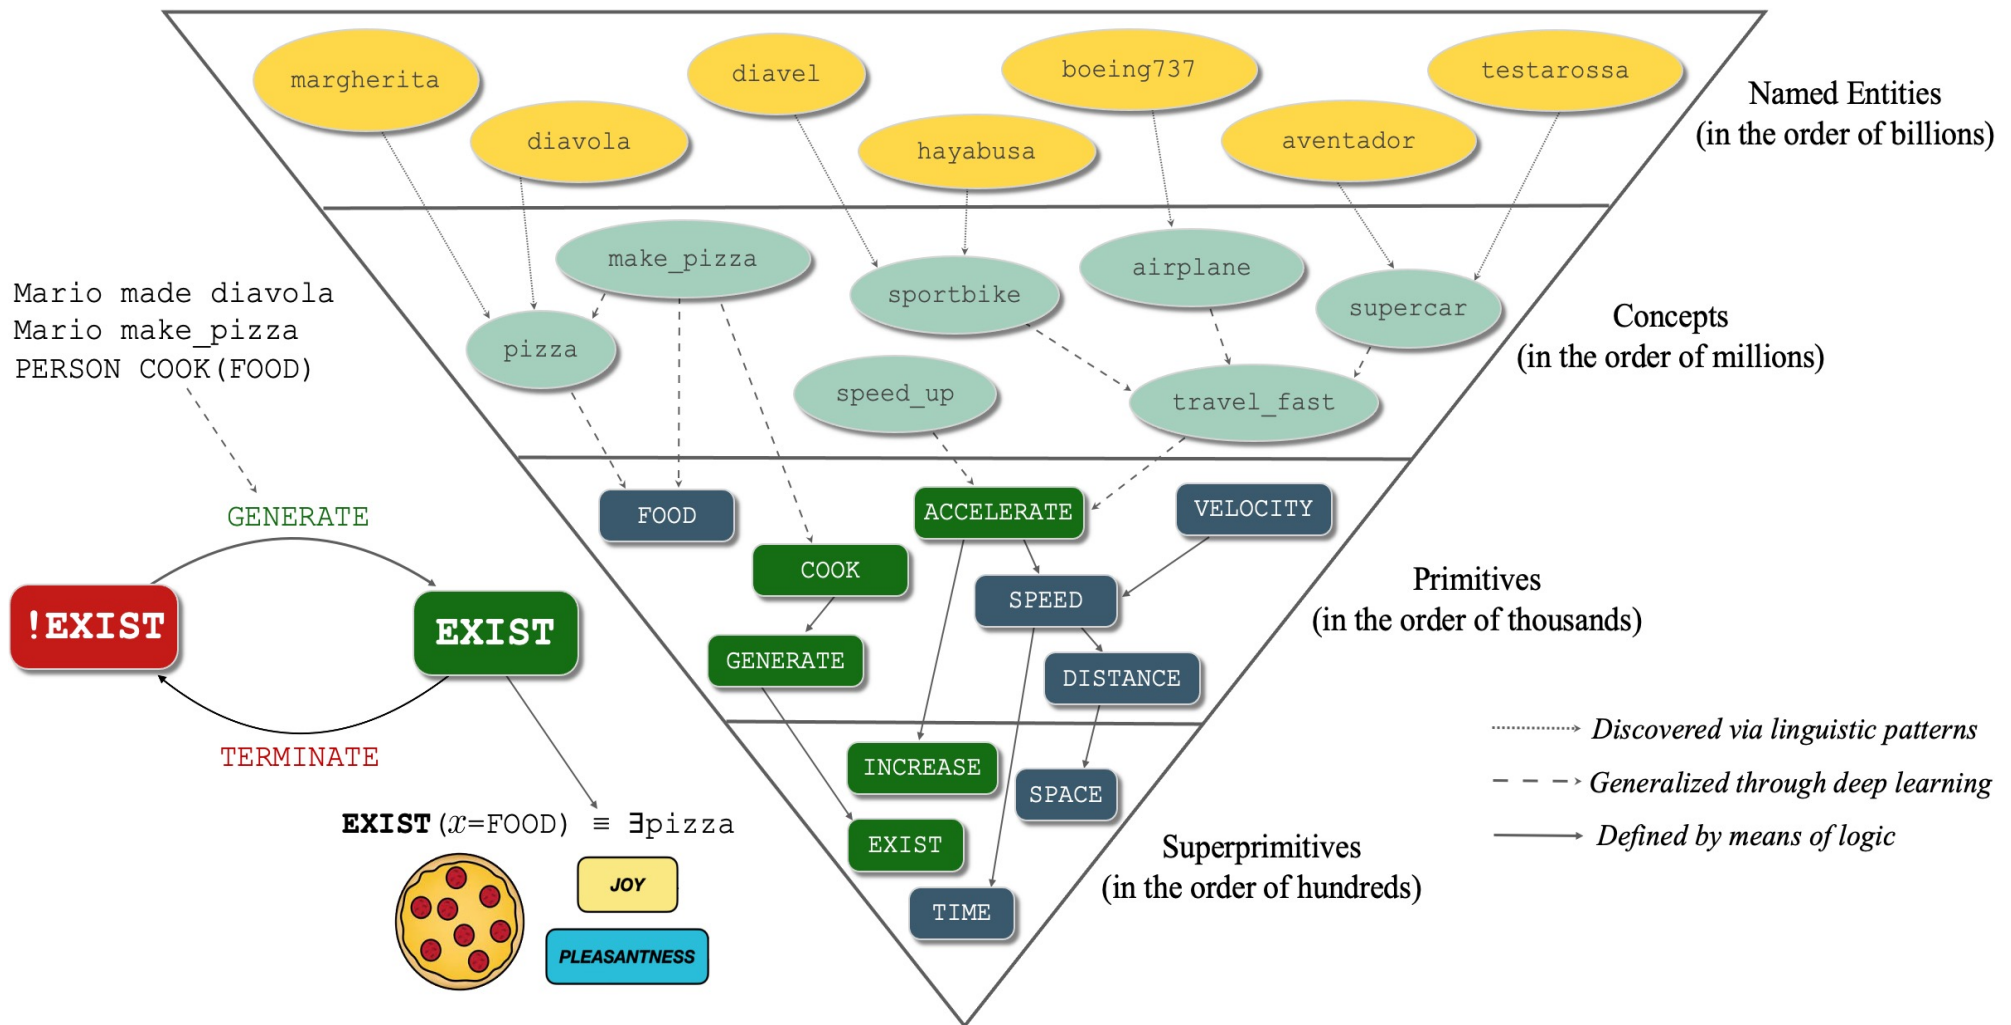 margherita
diavola
diavel
hayabusa
boeing737
aventador
testarossa
Named Entities
(in the order of billions)
make_pizza
pizza
sportbike
airplane
supercar
speed_up
travel_fast
Concepts
(in the order of millions)
Mario made diavola
Mario make_pizza
PERSON COOK(FOOD)
GENERATE
!EXIST
EXIST
TERMINATE
EXIST(x=FOOD) ≡ ∃pizza
JOY
PLEASANTNESS
FOOD
ACCELERATE
VELOCITY
COOK
SPEED
GENERATE
DISTANCE
Primitives
(in the order of thousands)
INCREASE
SPACE
EXIST
TIME
Superprimitives
(in the order of hundreds)
Discovered via linguistic patterns
Generalized through deep learning
Defined by means of logic